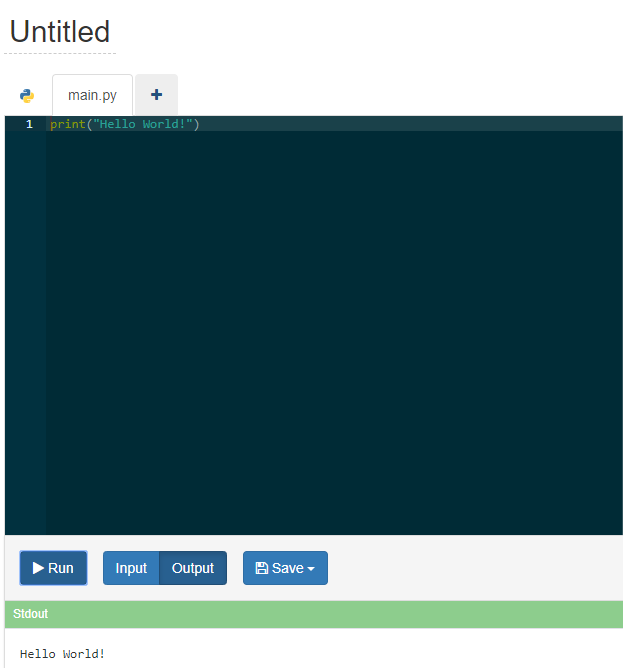 Untitled
main.py
1 print("Hello World!")
Run Input Output Save
Stdout
Hello World!